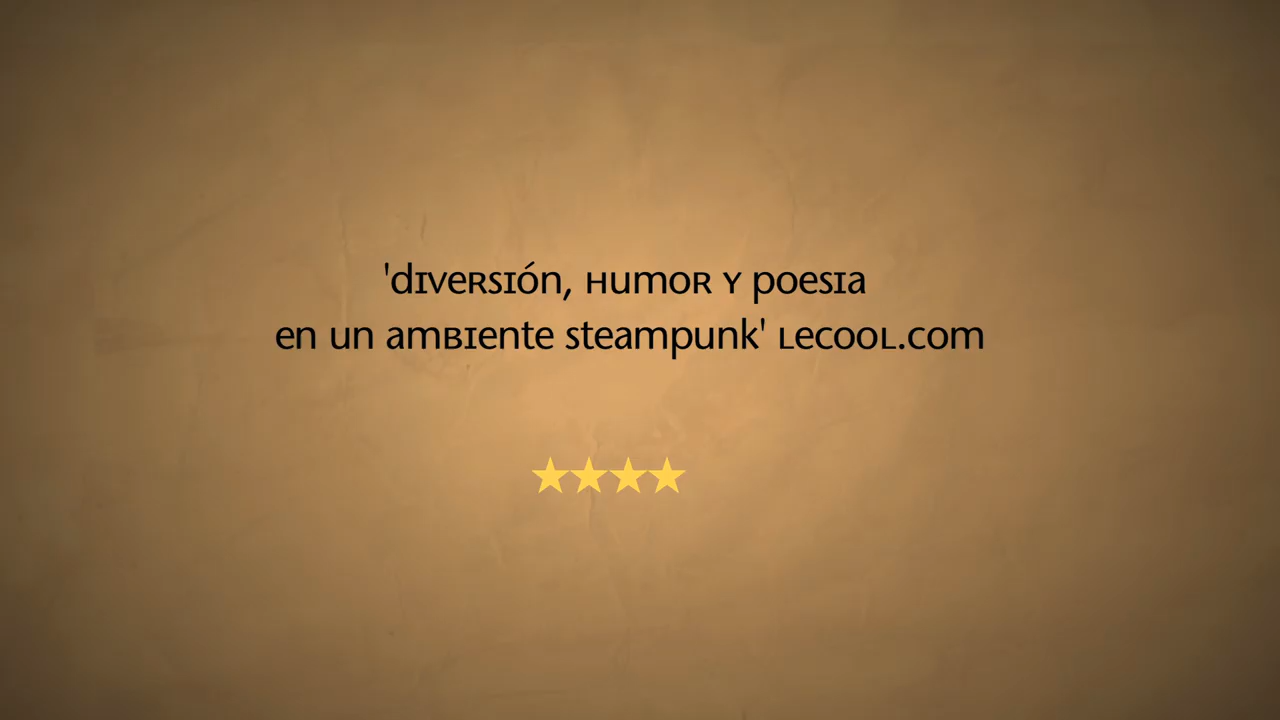 'diversión, humor y poesia
en un ambiente steampunk' lecool.com